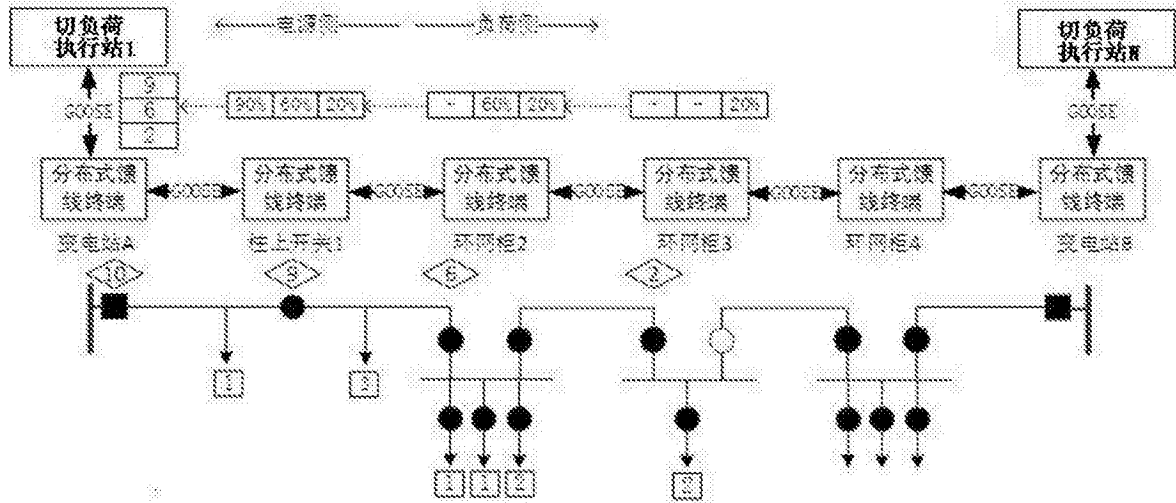 切负荷
执行站1
电源侧
负荷侧
切负荷
执行站N
9
6
2
90% 60% 20%
- 60% 20%
- - 20%
GOOSE
GOOSE
分布式馈
线终端
GOOSE
分布式馈
线终端
GOOSE
分布式馈
线终端
GOOSE
分布式馈
线终端
GOOSE
分布式馈
线终端
GOOSE
分布式馈
线终端
变电站A
柱上开关1
环网柜2
环网柜3
环网柜4
变电站B
10
9
6
2
1
3
1
1
2
2